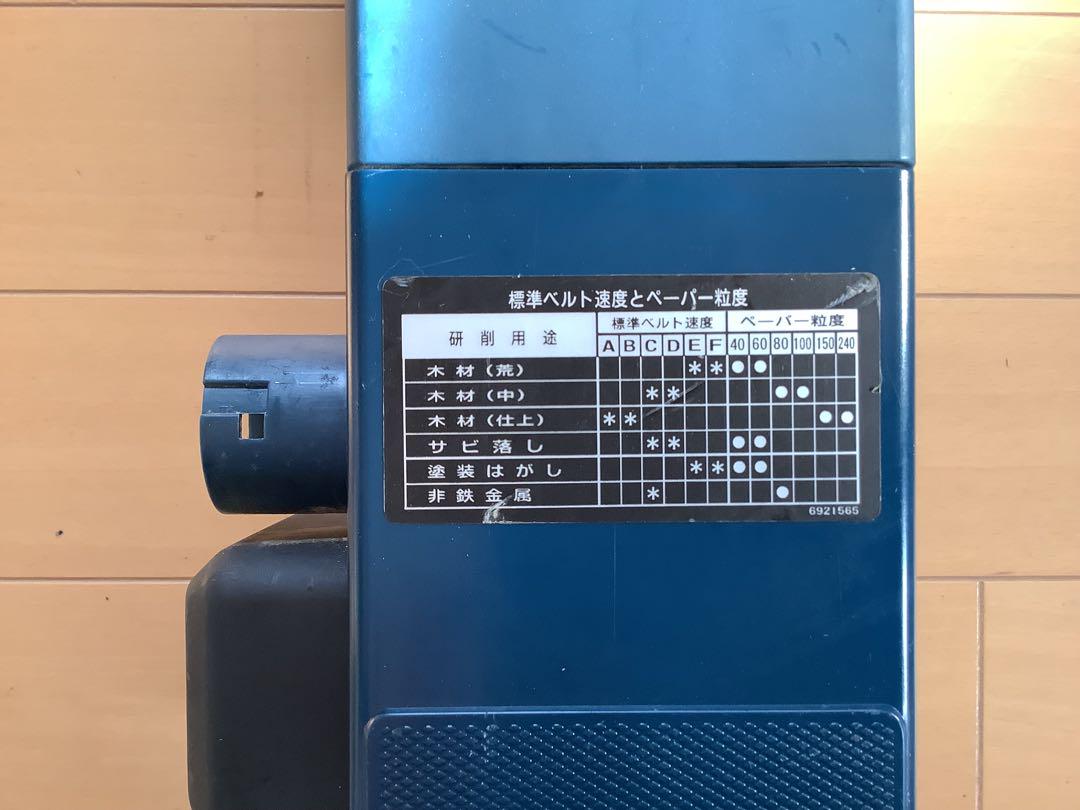 標準ベルト速度とペーパー粒度
研削用途 標準ベルト速度 ペーパー粒度
A B C D E F 40 60 80 100 150 240
木材(荒) * * ● ●
木材(中) * * ● ●
木材(仕上) * * ● ●
サビ落し * * ● ●
塗装はがし * * ● ●
非鉄金属 * ●
6921565